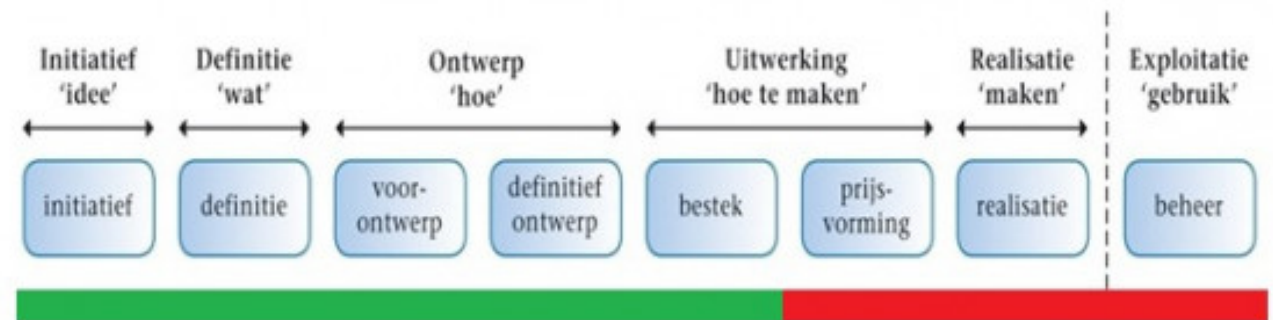 Initiatief
'idee'
Definitie
'wat'
Ontwerp
'hoe'
Uitwerking
'hoe te maken'
Realisatie
'maken'
Exploitatie
'gebruik'
initiatief
definitie
voor-
ontwerp
definitief
ontwerp
bestek
prijs-
vorming
realisatie
beheer